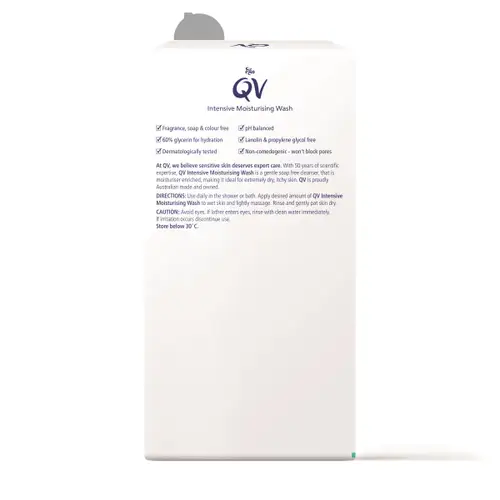 Ego
QV
Intensive Moisturising Wash
Fragrance, soap & colour free
pH balanced
60% glycerin for hydration
Lanolin & propylene glycol free
Dermatologically tested
Non-comedogenic - won't block pores
At QV, we believe sensitive skin deserves expert care. With 50 years of scientific
expertise, QV Intensive Moisturising Wash is a gentle soap free cleanser, that is
moisturiser enriched, making it ideal for extremely dry, itchy skin. QV is proudly
Australian made and owned.
DIRECTIONS: Use daily in the shower or bath. Apply desired amount of QV Intensive
Moisturising Wash to wet skin and lightly massage. Rinse and gently pat skin dry.
CAUTION: Avoid eyes, if lather enters eyes, rinse with clean water immediately.
If irritation occurs discontinue use.
Store below 30°C.